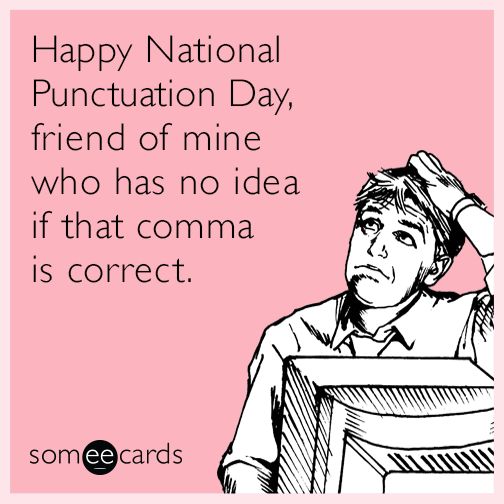 Happy National
Punctuation Day,
friend of mine
who has no idea
if that comma
is correct.
someecards